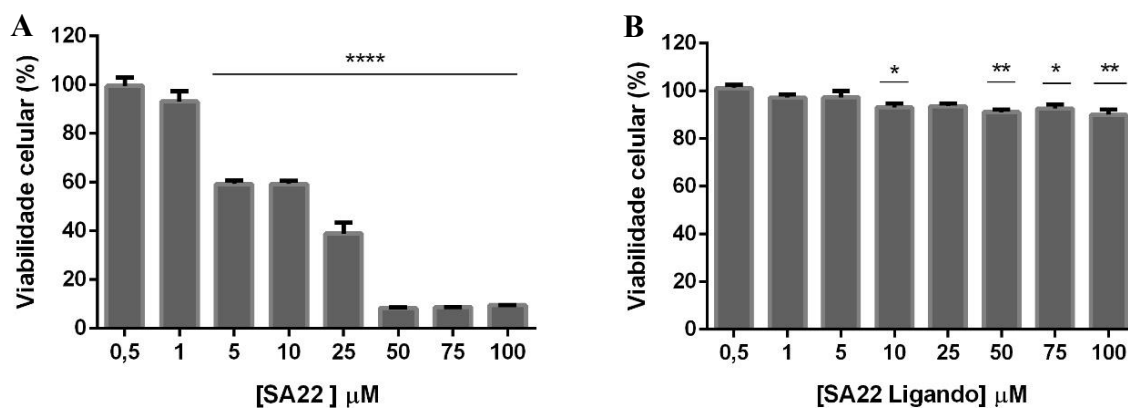 A
Viabilidade celular (%)
120
100
80
60
40
20
0
****
0,5 1 5 10 25 50 75 100
[SA22 ] μM
B
Viabilidade celular (%)
120
100
80
60
40
20
0
* ** * **
0,5 1 5 10 25 50 75 100
[SA22 Ligando] μM